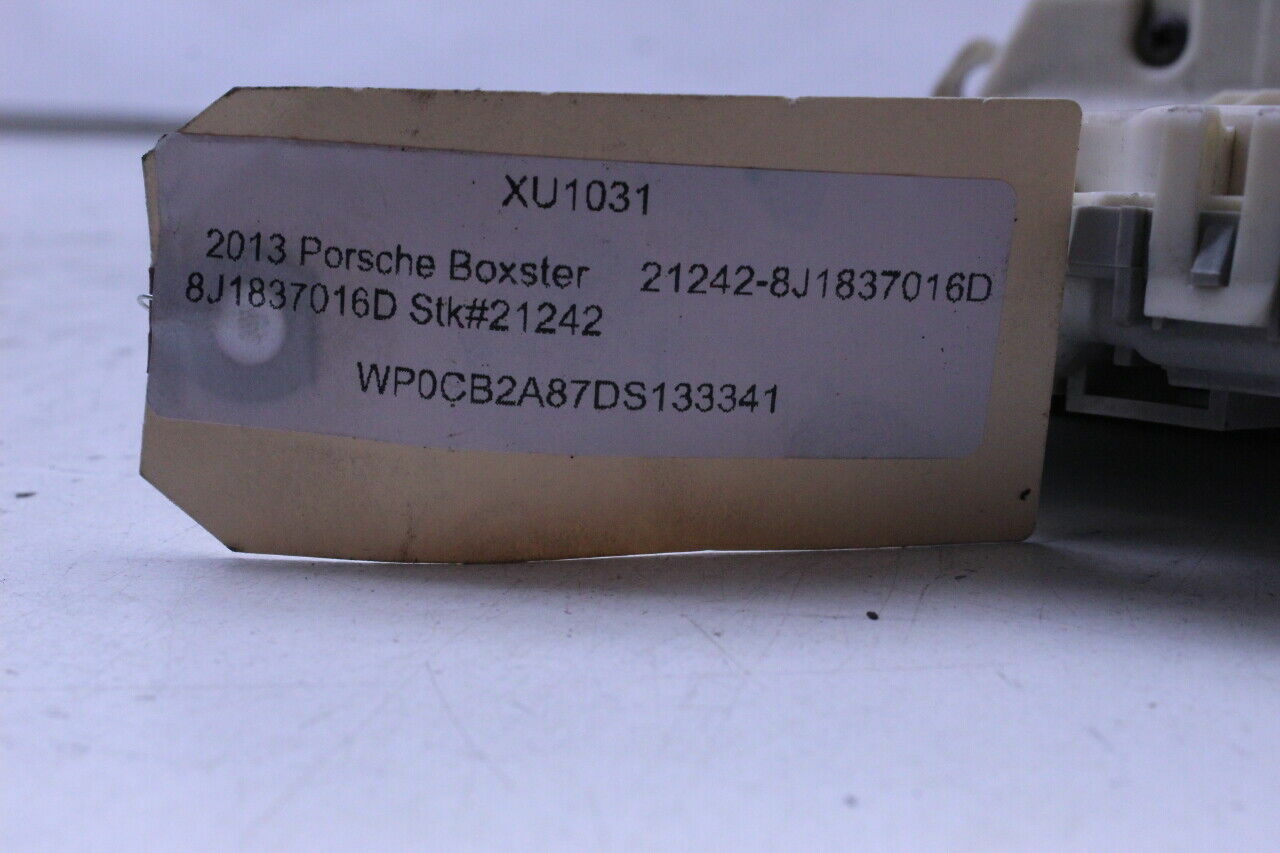 XU1031
2013 Porsche Boxster 21242-8J1837016D
8J1837016D Stk#21242
WP0CB2A87DS133341